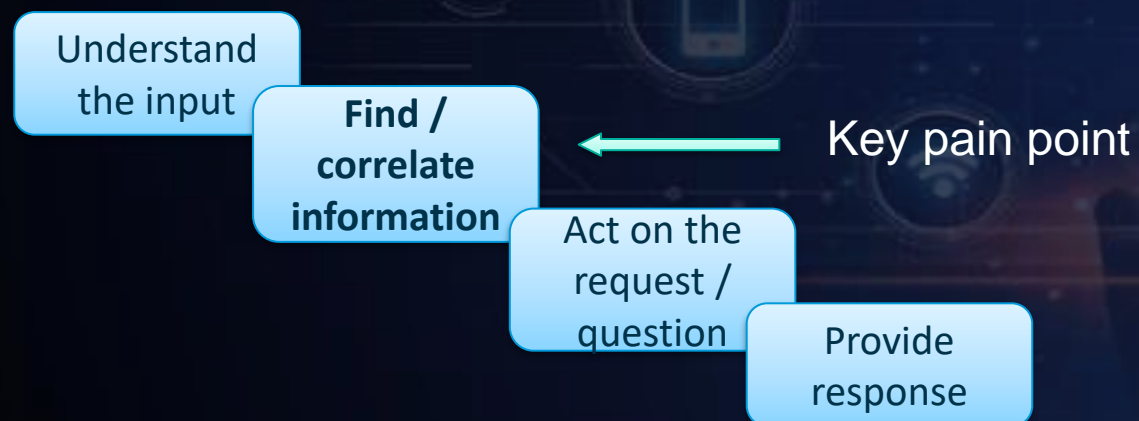 Understand
the input
Find /
correlate
information
Key pain point
Act on the
request /
question
Provide
response